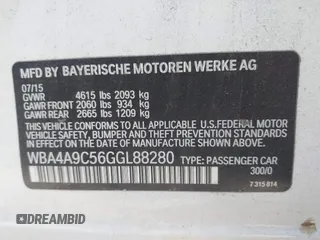 MFD BY BAYERISCHE MOTOREN WERKE AG
07/15
GVWR 4615 lbs 2093 kg
GAWR FRONT 2060 lbs 934 kg
GAWR REAR 2665 lbs 1209 kg
THIS VEHICLE CONFORMS TO ALL APPLICABLE U.S. FEDERAL MOTOR
VEHICLE SAFETY, BUMPER, AND THEFT PREVENTION STANDARDS IN
EFFECT ON THE DATE OF MANUFACTURE SHOWN ABOVE.
WBA4A9C56GGL88280 TYPE: PASSENGER CAR
300/0
7 315 814
AUTO.AUCTION.HISTORY